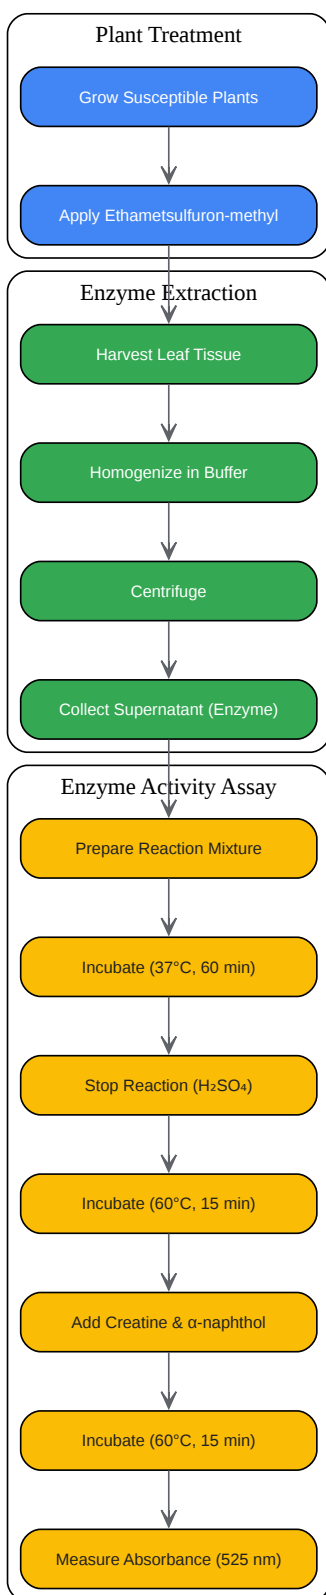 Plant Treatment
Grow Susceptible Plants
Apply Ethametsulfuron-methyl
Enzyme Extraction
Harvest Leaf Tissue
Homogenize in Buffer
Centrifuge
Collect Supernatant (Enzyme)
Enzyme Activity Assay
Prepare Reaction Mixture
Incubate (37°C, 60 min)
Stop Reaction (H₂SO₄)
Incubate (60°C, 15 min)
Add Creatine & α-naphthol
Incubate (60°C, 15 min)
Measure Absorbance (525 nm)